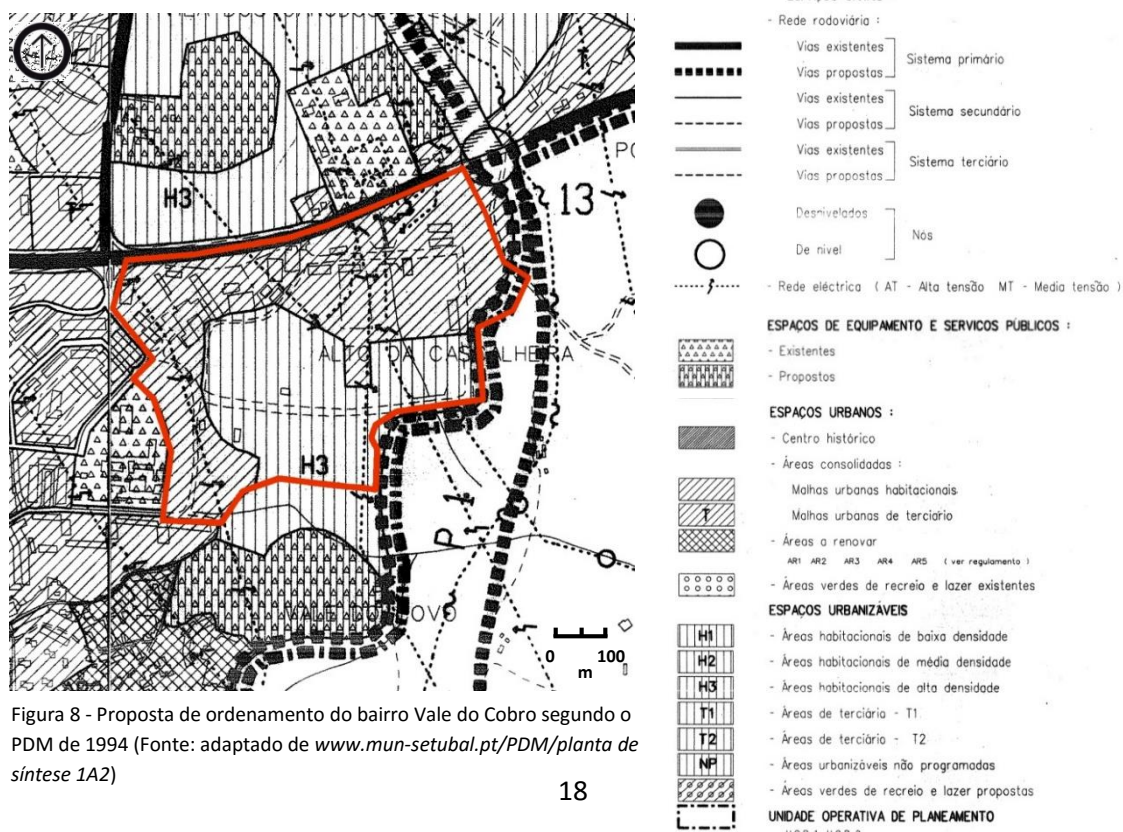 H3
13
ALTO DA CASCALHEIRA
H3
P
0 100
m
Figura 8 - Proposta de ordenamento do bairro Vale do Cobro segundo o
PDM de 1994 (Fonte: adaptado de www.mun-setubal.pt/PDM/planta de
síntese 1A2)
18
- Rede rodoviária :
Vias existentes
Vias propostas
Sistema primário
Vias existentes
Vias propostas
Sistema secundário
Vias existentes
Vias propostas
Sistema terciário
Desnivelados
De nivel
Nós
- Rede eléctrica ( AT - Alta tensão MT - Media tensão )
ESPAÇOS DE EQUIPAMENTO E SERVICOS PÚBLICOS :
- Existentes
- Propostos
ESPAÇOS URBANOS :
- Centro histórico
- Áreas consolidadas :
Malhas urbanas habitacionais
T Malhas urbanas de terciário
- Áreas a renovar
AR1 AR2 AR3 AR4 AR5 ( ver regulamento )
- Áreas verdes de recreio e lazer existentes
ESPAÇOS URBANIZÁVEIS
H1 - Áreas habitacionais de baixa densidade
H2 - Áreas habitacionais de média densidade
H3 - Áreas habitacionais de alta densidade
T1 - Áreas de terciário - T1
T2 - Áreas de terciário - T2
NP - Áreas urbanizáveis não programadas
- Áreas verdes de recreio e lazer propostas
UNIDADE OPERATIVA DE PLANEAMENTO